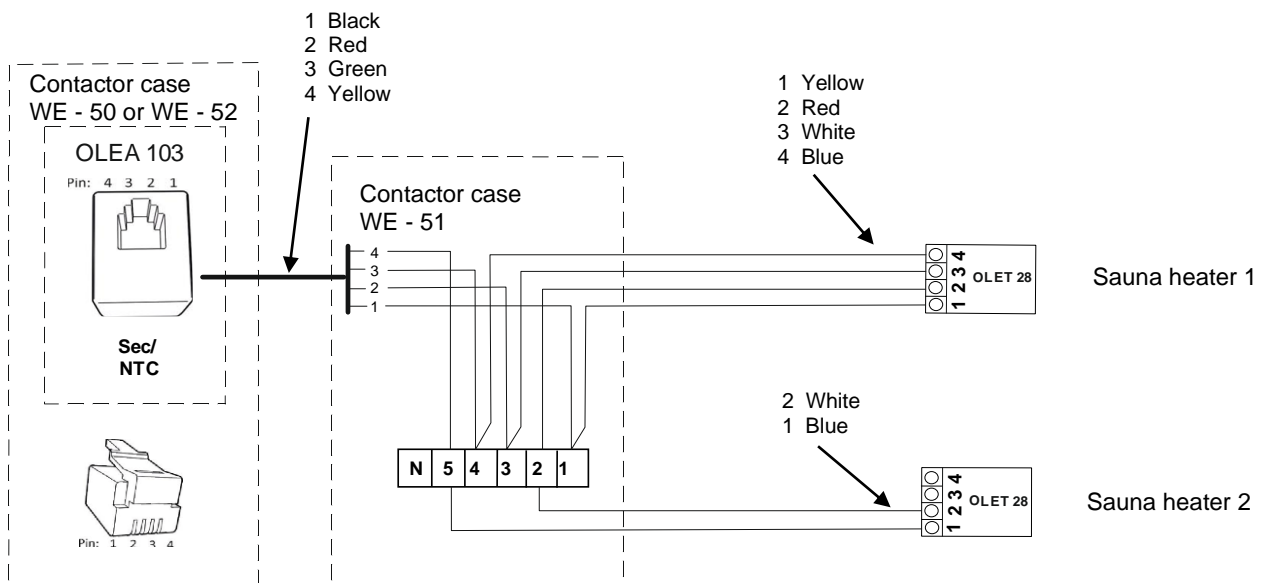 1 Black
2 Red
3 Green
4 Yellow
Contactor case
WE - 50 or WE - 52
OLEA 103
Pin: 4 3 2 1
Sec/
NTC
Pin: 1 2 3 4
Contactor case
WE - 51
4
3
2
1
N 5 4 3 2 1
1 Yellow
2 Red
3 White
4 Blue
1 2 3 4
OLET 28
Sauna heater 1
2 White
1 Blue
1 2 3 4
OLET 28
Sauna heater 2